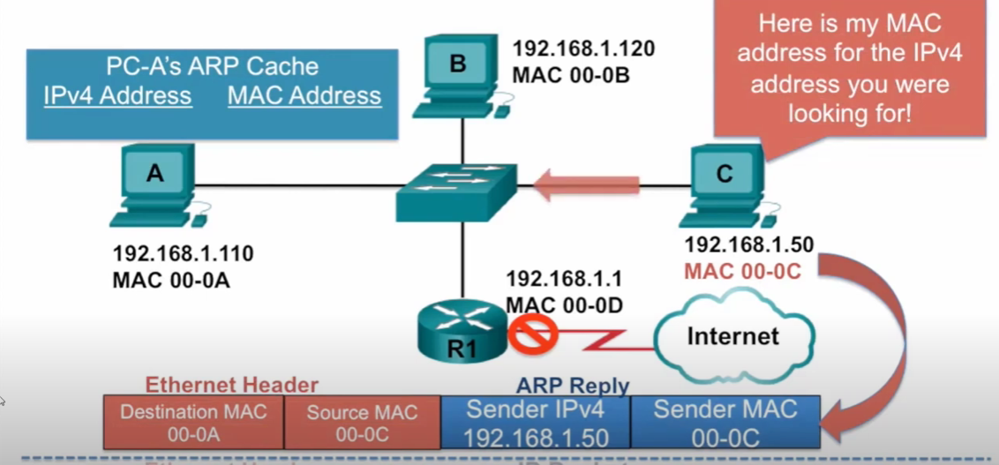 PC-A’s ARP Cache
IPv4 Address MAC Address
B
192.168.1.120
MAC 00-0B
Here is my MAC
address for the IPv4
address you were
looking for!
A
C
192.168.1.110
MAC 00-0A
192.168.1.50
MAC 00-0C
192.168.1.1
MAC 00-0D
R1
Internet
Ethernet Header
ARP Reply
Destination MAC
00-0A
Source MAC
00-0C
Sender IPv4
192.168.1.50
Sender MAC
00-0C